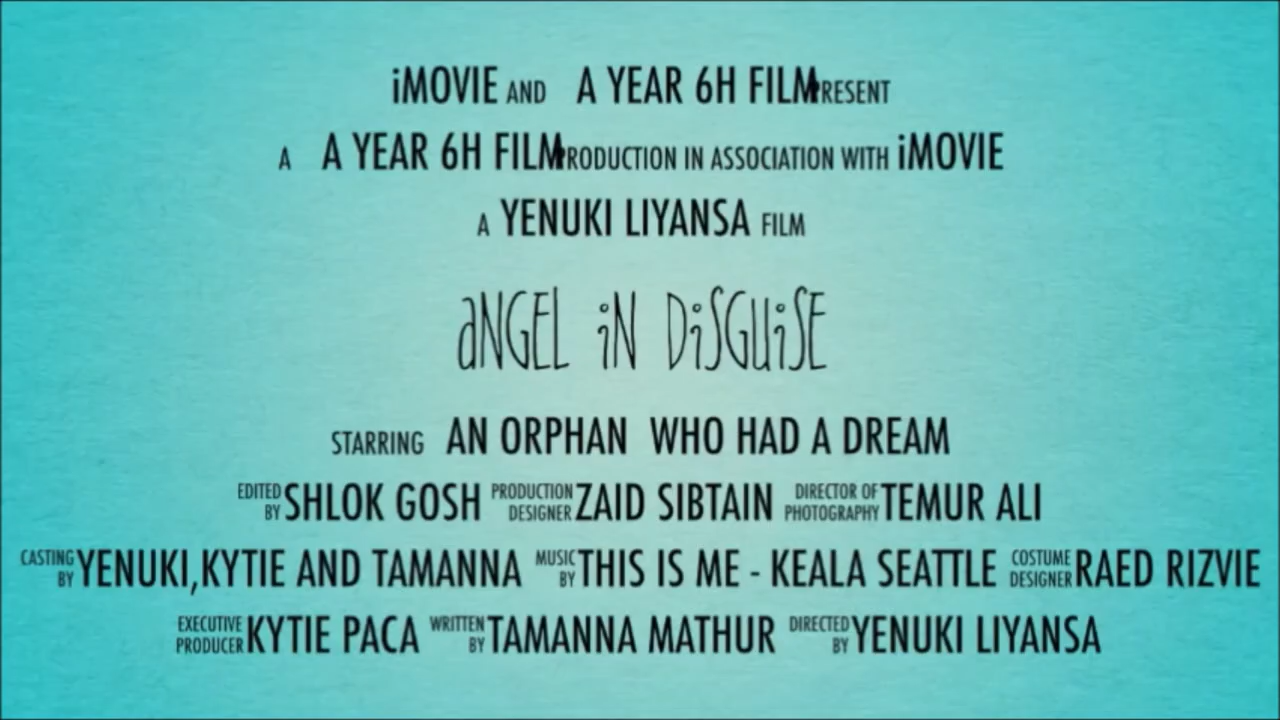 iMOVIE AND A YEAR 6H FILM PRESENT
A A YEAR 6H FILM PRODUCTION IN ASSOCIATION WITH iMOVIE
A YENUKI LIYANSA FILM
aNGEL iN DiSGUiSE
STARRING AN ORPHAN WHO HAD A DREAM
EDITED BY SHLOK GOSH PRODUCTION DESIGNER ZAID SIBTAIN DIRECTOR OF PHOTOGRAPHY TEMUR ALI
CASTING BY YENUKI,KYTIE AND TAMANNA MUSIC BY THIS IS ME - KEALA SEATTLE COSTUME DESIGNER RAED RIZVIE
EXECUTIVE PRODUCER KYTIE PACA WRITTEN BY TAMANNA MATHUR DIRECTED BY YENUKI LIYANSA